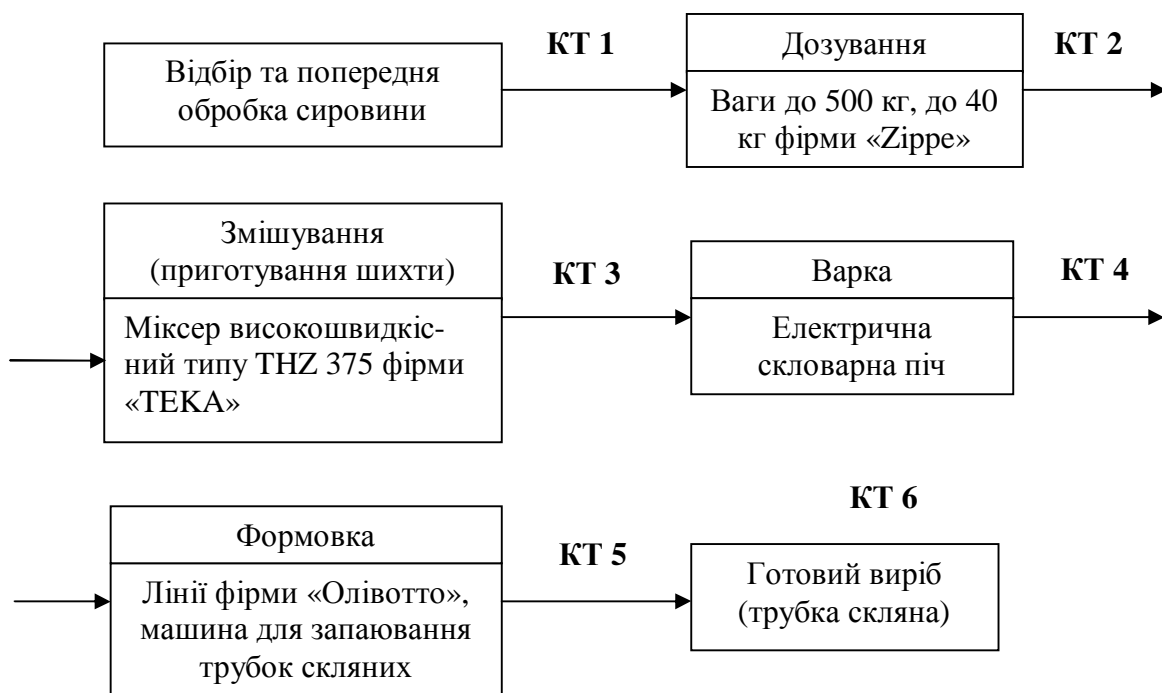 КТ 1
КТ 2
Відбір та попередня
обробка сировини
Дозування
Ваги до 500 кг, до 40
кг фірми «Zippe»
Змішування
(приготування шихти)
Міксер високошвидкіс-
ний типу THZ 375 фірми
«TEKA»
КТ 3
Варка
Електрична
скловарна піч
КТ 4
Формовка
Лінії фірми «Олівотто»,
машина для запаювання
трубок скляних
КТ 5
КТ 6
Готовий виріб
(трубка скляна)